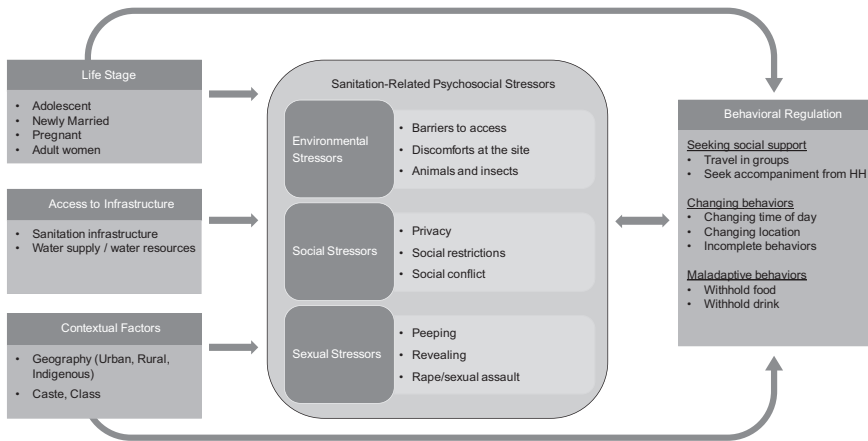 Life Stage
• Adolescent
• Newly Married
• Pregnant
• Adult women
Access to Infrastructure
• Sanitation infrastructure
• Water supply / water resources
Contextual Factors
• Geography (Urban, Rural,
Indigenous)
• Caste, Class
Sanitation-Related Psychosocial Stressors
Environmental
Stressors
• Barriers to access
• Discomforts at the site
• Animals and insects
Social Stressors
• Privacy
• Social restrictions
• Social conflict
Sexual Stressors
• Peeping
• Revealing
• Rape/sexual assault
Behavioral Regulation
Seeking social support
• Travel in groups
• Seek accompaniment from HH
Changing behaviors
• Changing time of day
• Changing location
• Incomplete behaviors
Maladaptive behaviors
• Withhold food
• Withhold drink